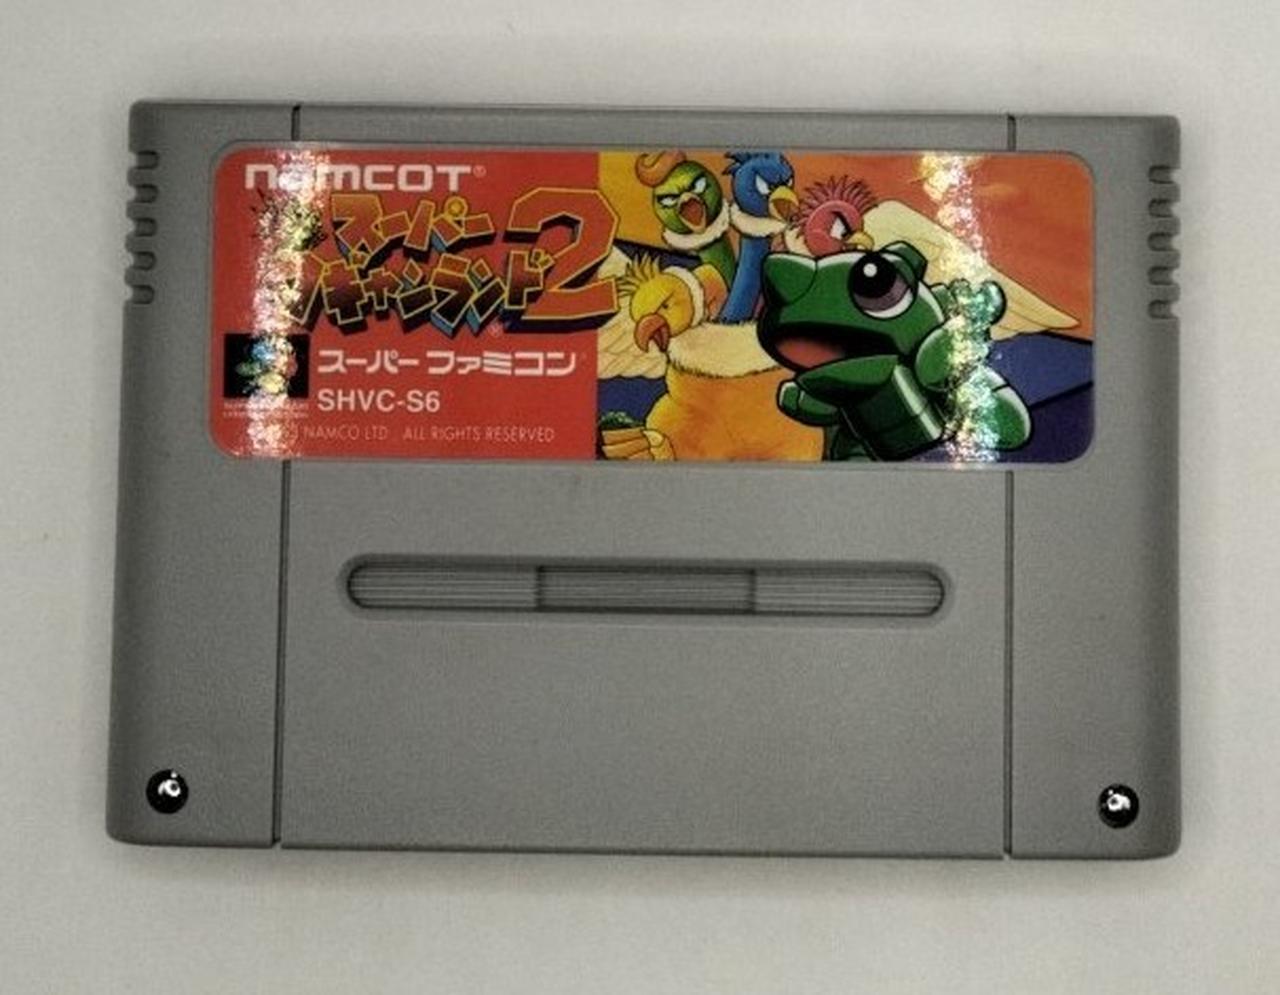 namcot®
スーパー
ワギャンランド2
スーパーファミコン
SHVC-S6
NAMCO LTD. ALL RIGHTS RESERVED